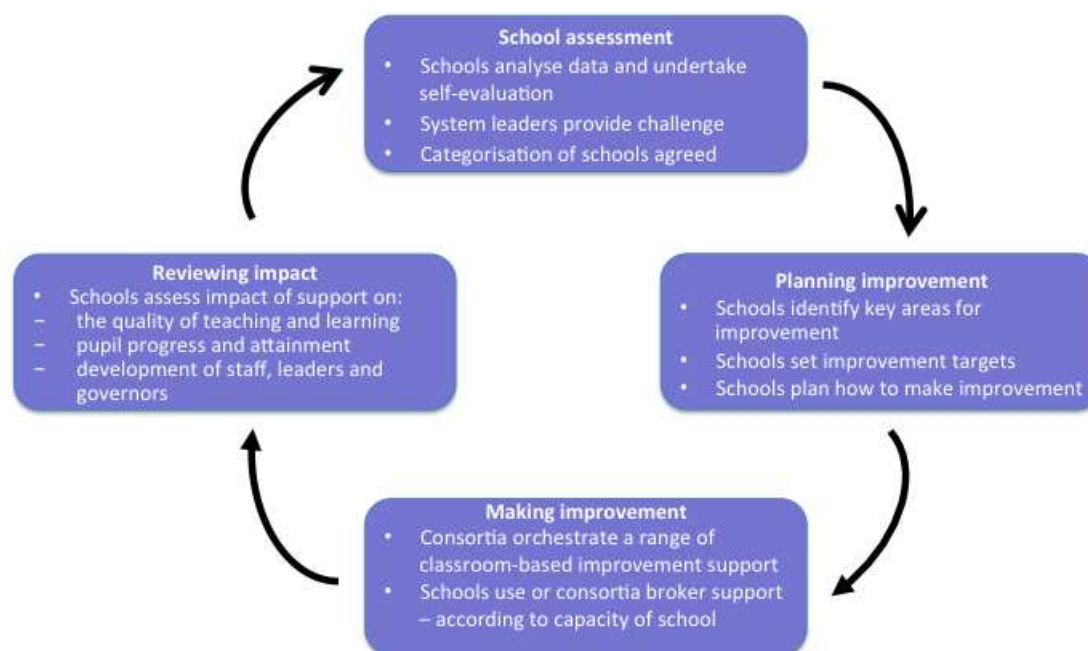 School assessment
• Schools analyse data and undertake
self-evaluation
• System leaders provide challenge
• Categorisation of schools agreed
Planning improvement
• Schools identify key areas for
improvement
• Schools set improvement targets
• Schools plan how to make improvement
Making improvement
• Consortia orchestrate a range of
classroom-based improvement support
• Schools use or consortia broker support
– according to capacity of school
Reviewing impact
• Schools assess impact of support on:
– the quality of teaching and learning
– pupil progress and attainment
– development of staff, leaders and
governors